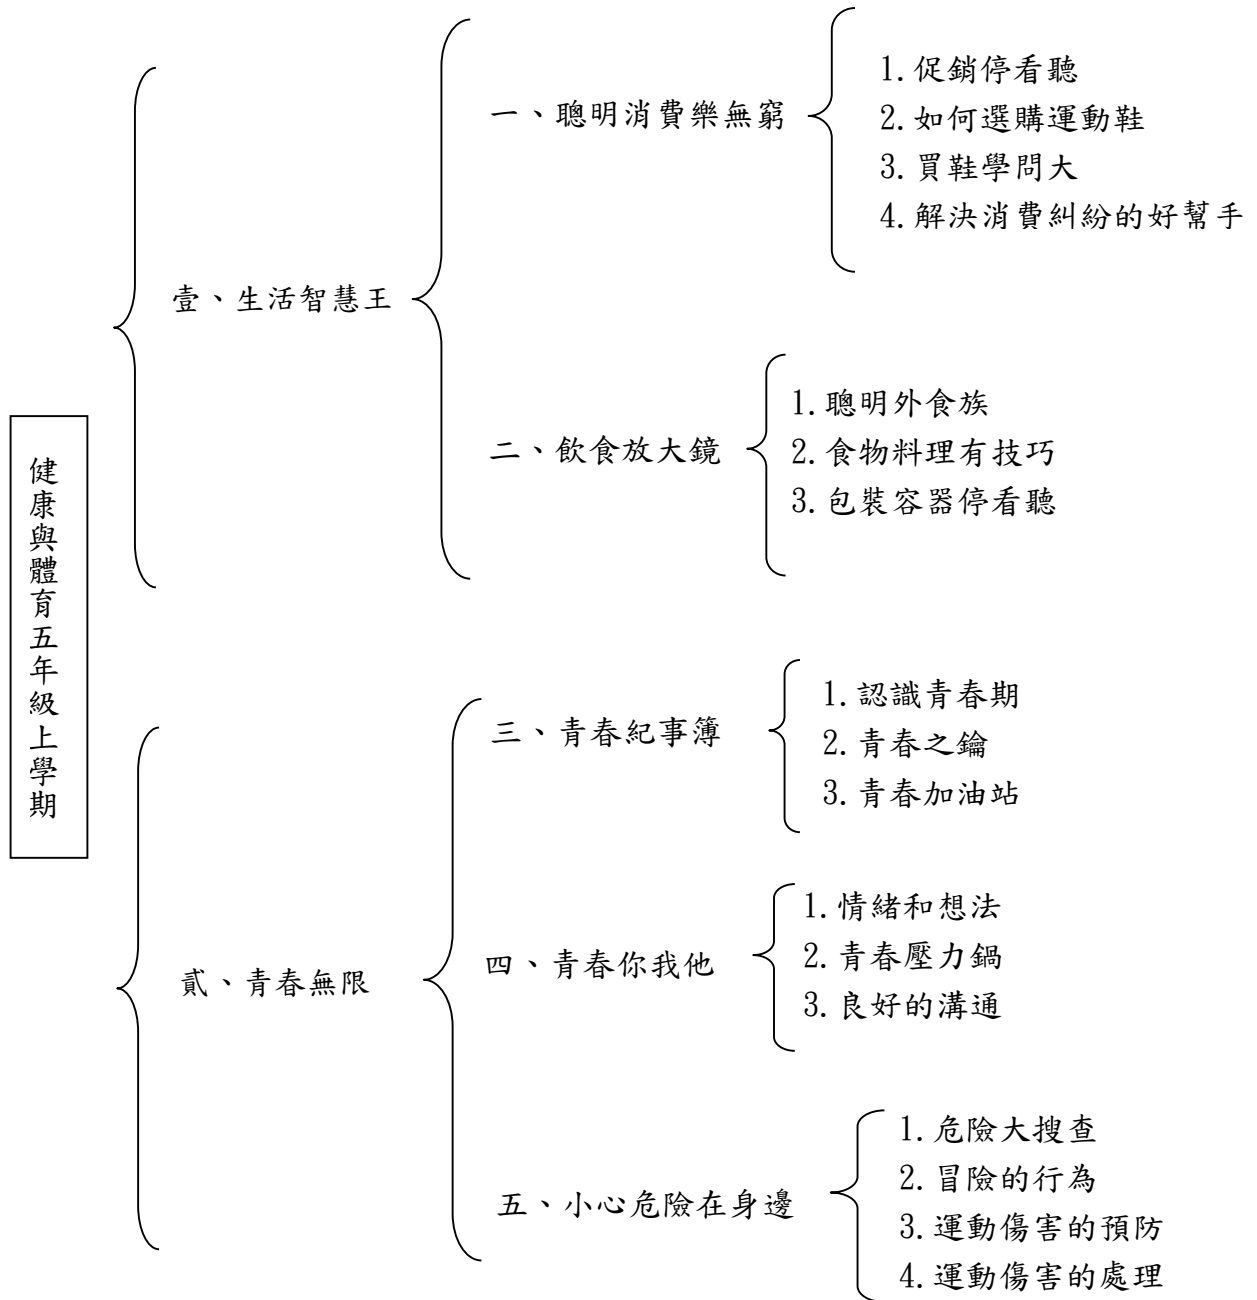 健康與體育五年級上學期
壹、生活智慧王
一、聰明消費樂無窮
1.促銷停看聽
2.如何選購運動鞋
3.買鞋學問大
4.解決消費糾紛的好幫手
二、飲食放大鏡
1.聰明外食族
2.食物料理有技巧
3.包裝容器停看聽
貳、青春無限
三、青春紀事簿
1.認識青春期
2.青春之鑰
3.青春加油站
四、青春你我他
1.情緒和想法
2.青春壓力鍋
3.良好的溝通
五、小心危險在身邊
1.危險大搜查
2.冒險的行為
3.運動傷害的預防
4.運動傷害的處理